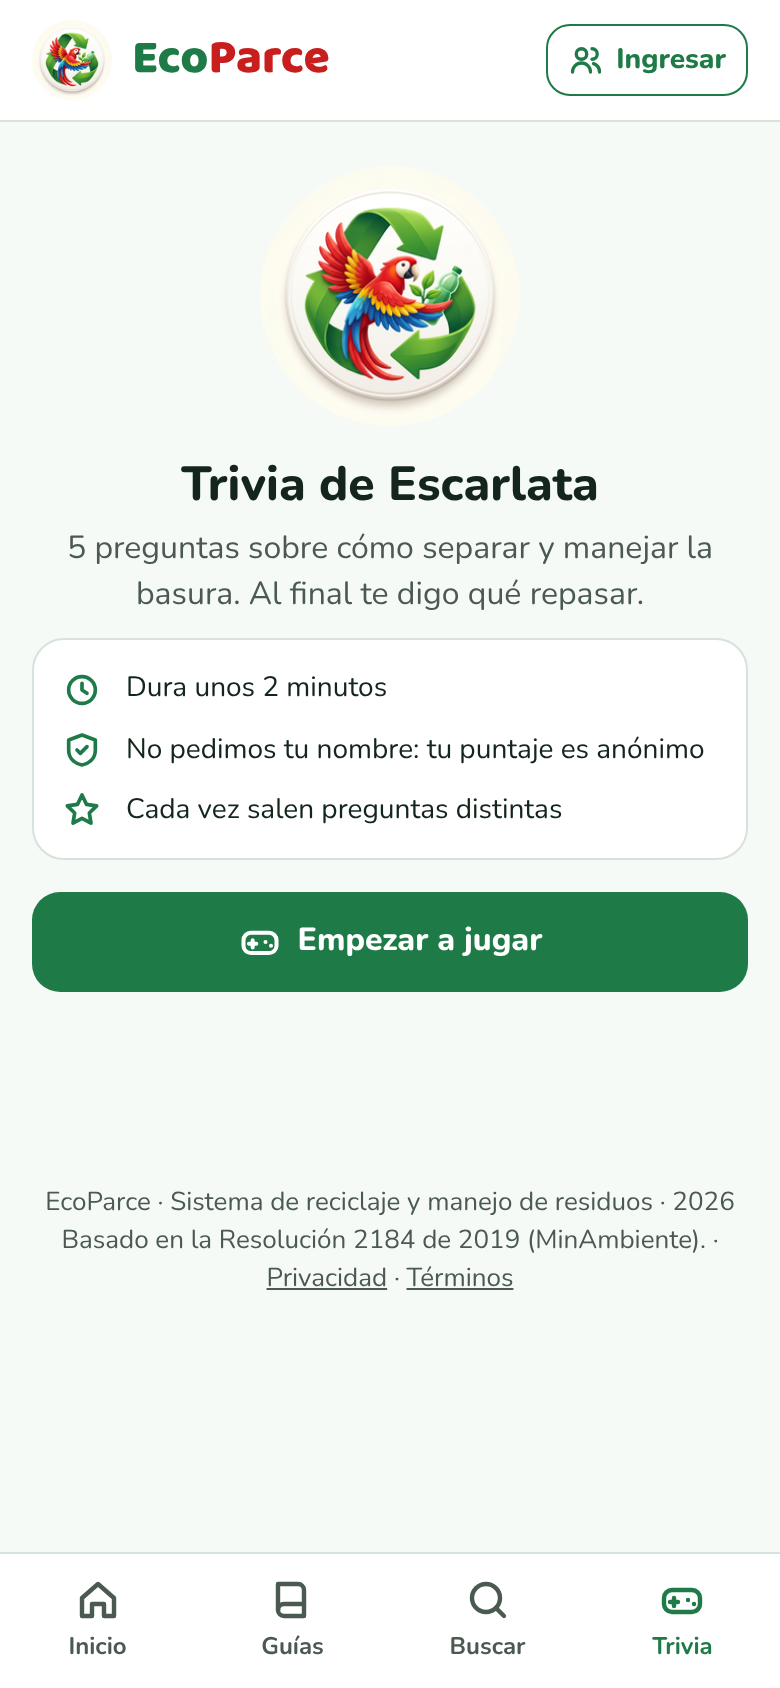 EcoParce
Ingresar
Trivia de Escarlata
5 preguntas sobre cómo separar y manejar la
basura. Al final te digo qué repasar.
Dura unos 2 minutos
No pedimos tu nombre: tu puntaje es anónimo
Cada vez salen preguntas distintas
Empezar a jugar
EcoParce · Sistema de reciclaje y manejo de residuos · 2026
Basado en la Resolución 2184 de 2019 (MinAmbiente). ·
Privacidad · Términos
Inicio
Guías
Buscar
Trivia